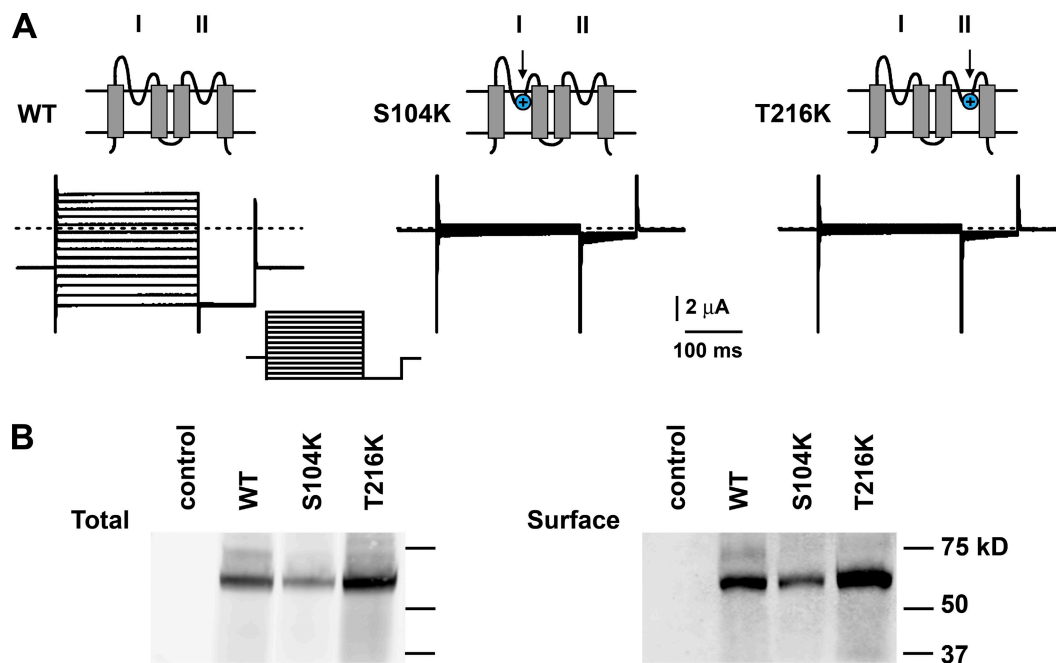 A
I II
I II
I II
WT
S104K
T216K
+
+
2 μA
100 ms
B
control
WT
S104K
T216K
control
WT
S104K
T216K
Total
Surface
75 kD
50
37